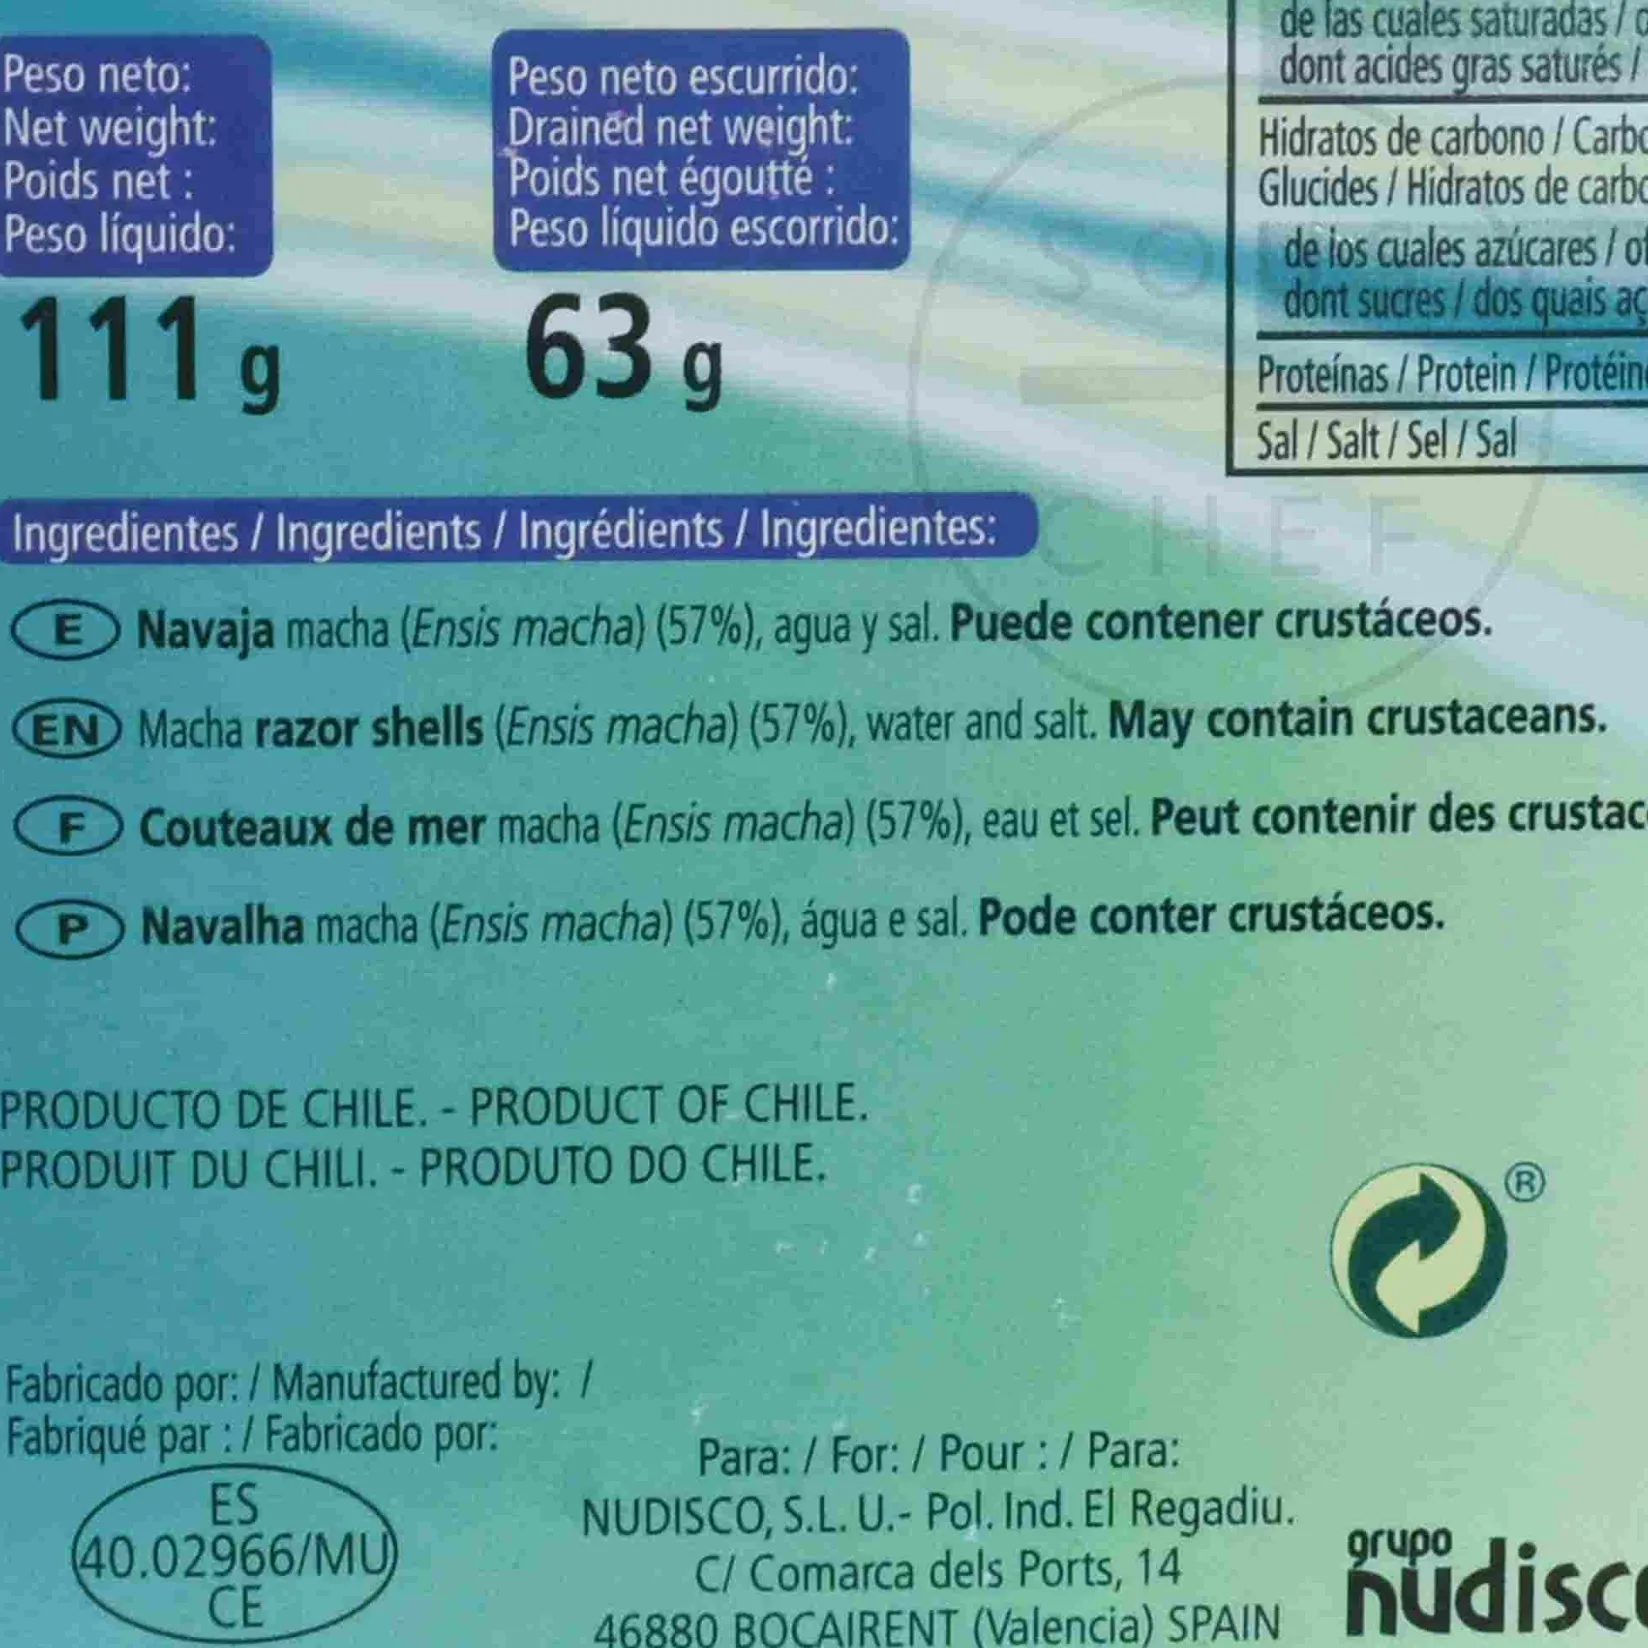 Peso neto:
Net weight:
Poids net :
Peso líquido:
111 g
Peso neto escurrido:
Drained net weight:
Poids net égoutté :
Peso líquido escorrido:
63 g
de las cuales saturadas /
dont acides gras saturés /
Hidratos de carbono /
Glucides / Hidratos de
de los cuales azúcares /
dont sucres / dos quais
Proteínas / Protein /
Sal / Salt / Sel / Sal
CHEF
Ingredientes / Ingredients / Ingrédients / Ingredientes:
E Navaja macha (Ensis macha) (57%), agua y sal. Puede contener crustáceos.
EN Macha razor shells (Ensis macha) (57%), water and salt. May contain crustaceans.
F Couteaux de mer macha (Ensis macha) (57%), eau et sel. Peut contenir des
P Navalha macha (Ensis macha) (57%), água e sal. Pode conter crustáceos.
PRODUCTO DE CHILE. - PRODUCT OF CHILE.
PRODUIT DU CHILI. - PRODUTO DO CHILE.
®
Fabricado por: / Manufactured by: /
Fabriqué par : / Fabricado por:
ES
40.02966/MU
CE
Para: / For: / Pour : / Para:
NUDISCO, S.L. U.- Pol. Ind. El Regadiu.
C/ Comarca dels Ports, 14
46880 BOCAIRENT (Valencia) SPAIN
grupo
nudisco